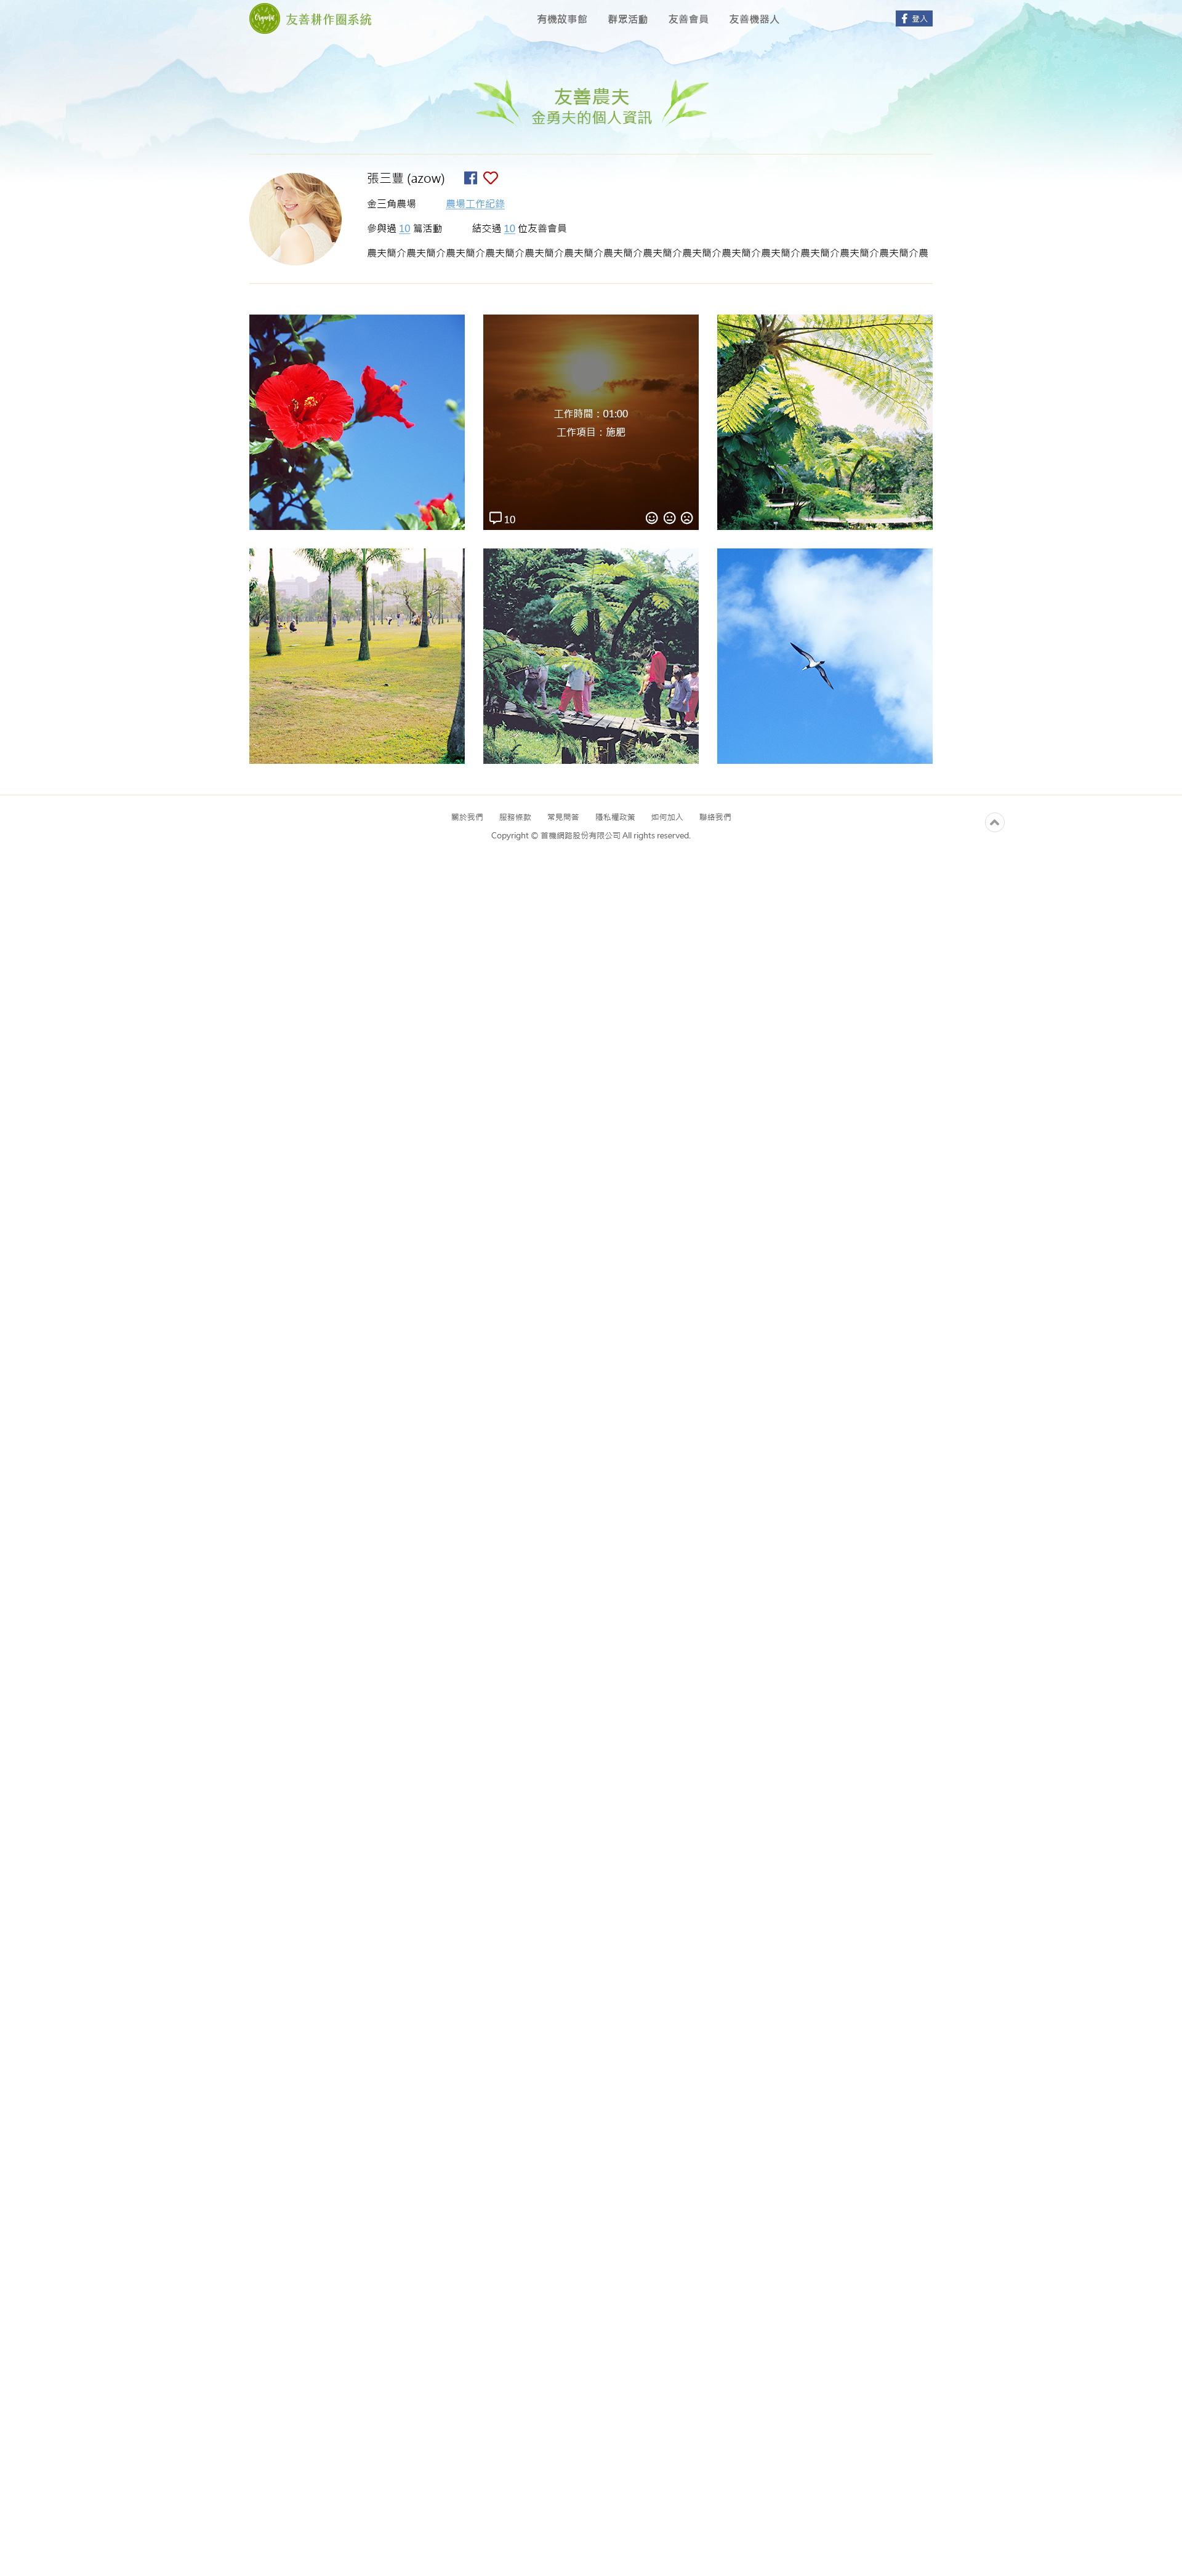 Organic
友善耕作圈系統
有機故事館 群眾活動 友善會員 友善機器人
登入
友善農夫
金勇夫的個人資訊
張三豐 (azow)
金三角農場 農場工作紀錄
參與過 10 篇活動 結交過 10 位友善會員
農夫簡介農夫簡介農夫簡介農夫簡介農夫簡介農夫簡介農夫簡介農夫簡介農夫簡介農夫簡介農夫簡介農夫簡介農夫簡介農夫簡介農
工作時間：01:00
工作項目：施肥
10
關於我們 服務條款 常見問答 隱私權政策 如何加入 聯絡我們
Copyright © 首機網路股份有限公司 All rights reserved.